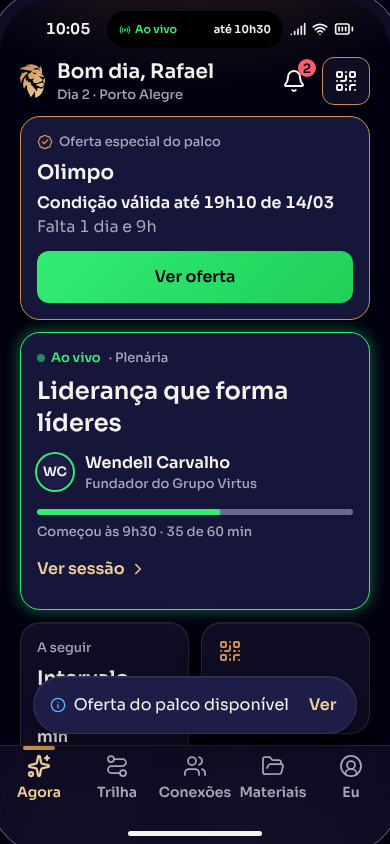 10:05
Ao vivo
até 10h30
Bom dia, Rafael
Dia 2 · Porto Alegre
2
Oferta especial do palco
Olimpo
Condição válida até 19h10 de 14/03
Falta 1 dia e 9h
Ver oferta
Ao vivo · Plenária
Liderança que forma
líderes
WC
Wendell Carvalho
Fundador do Grupo Virtus
Começou às 9h30 · 35 de 60 min
Ver sessão
A seguir
Intervalo
min
Oferta do palco disponível
Ver
Agora
Trilha
Conexões
Materiais
Eu